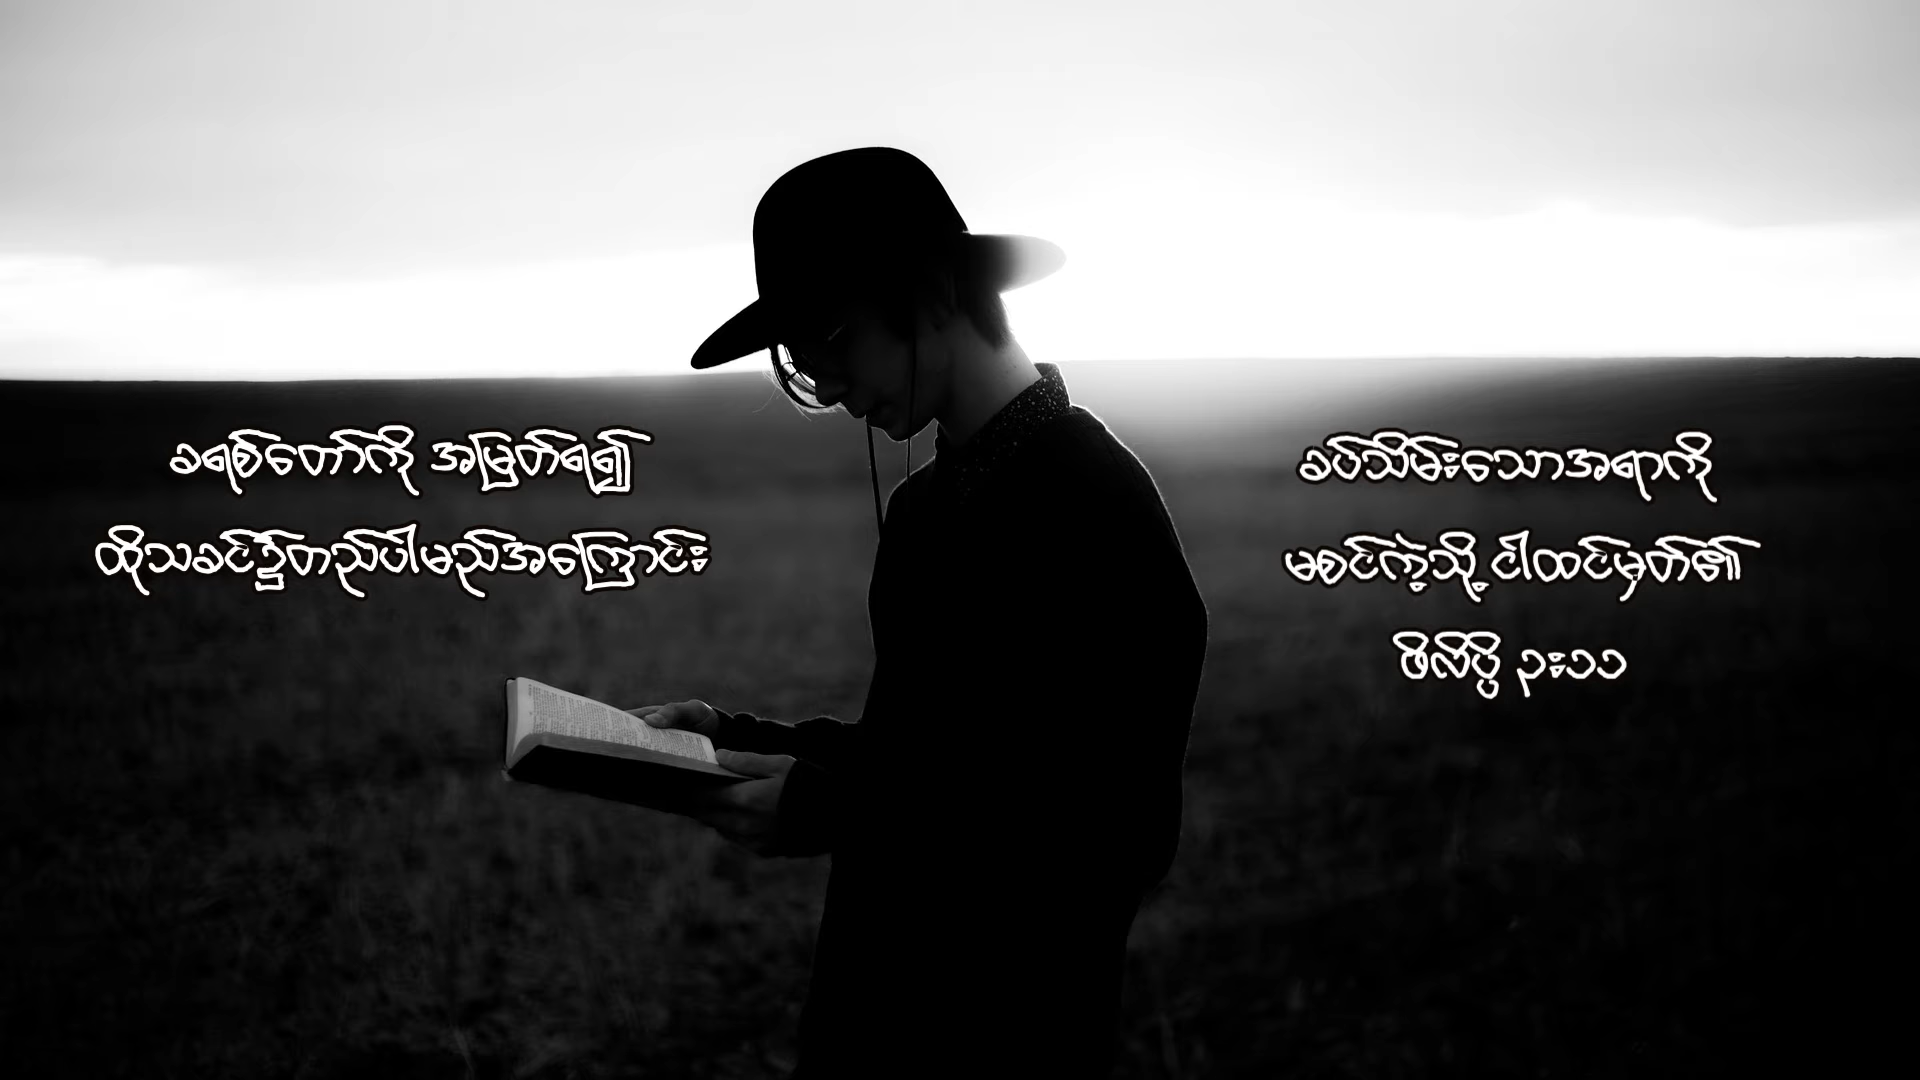 ခရစ်တော်ကို အမြတ်ရ၍
ထိုသခင်၌တည်ပါမည်အကြောင်း
ခပ်သိမ်းသောအရာကို
မစင်ကဲ့သို့ ငါထင်မှတ်၏
ဖိလိပ္ပိ ၃း၁၁